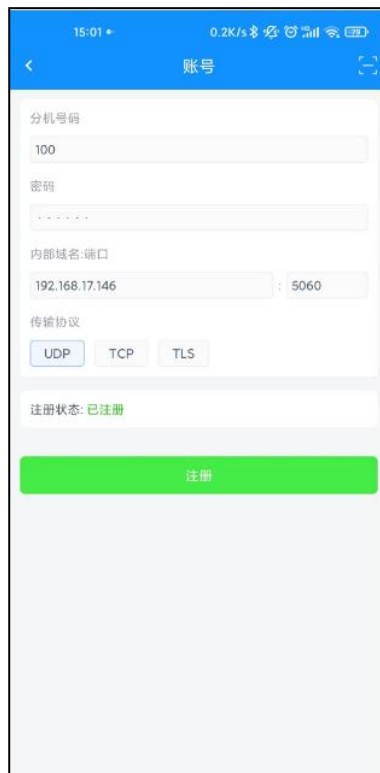 15:01
0.2K/s
79
账号
分机号码
100
密码
······
内部域名:端口
192.168.17.146 : 5060
传输协议
UDP TCP TLS
注册状态: 已注册
注册